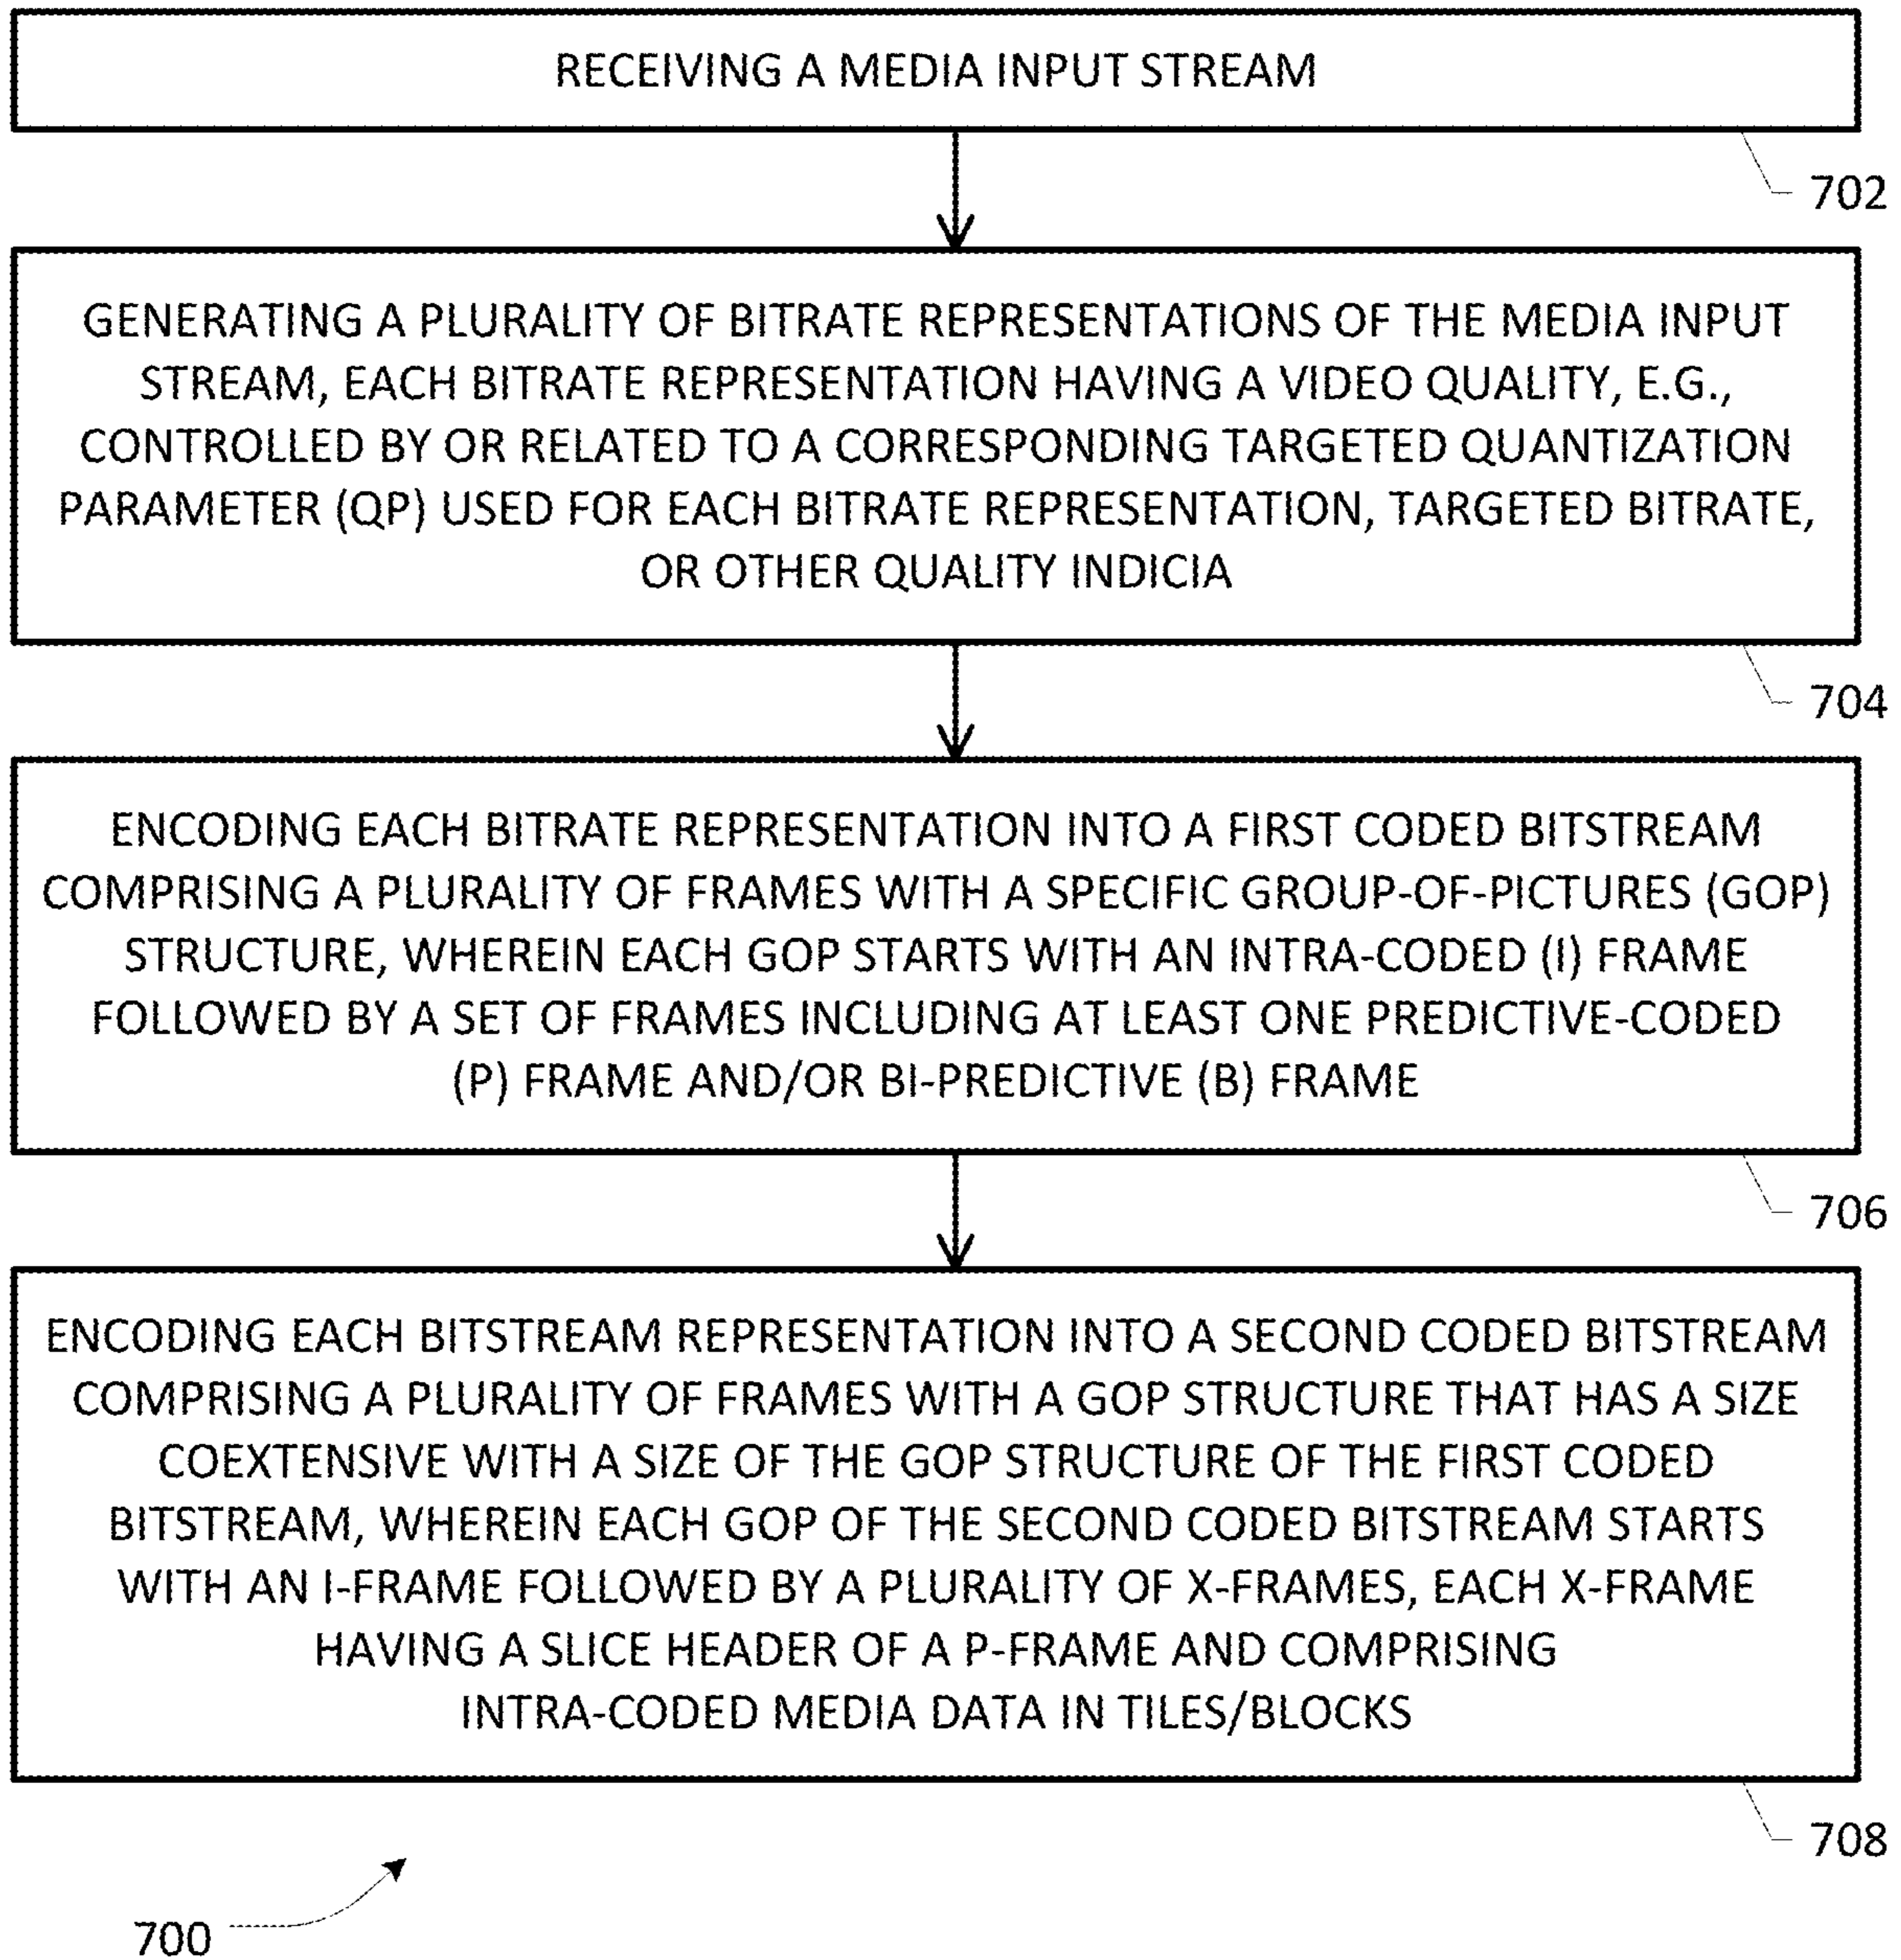 RECEIVING A MEDIA INPUT STREAM
702
GENERATING A PLURALITY OF BITRATE REPRESENTATIONS OF THE MEDIA INPUT
STREAM, EACH BITRATE REPRESENTATION HAVING A VIDEO QUALITY, E.G.,
CONTROLLED BY OR RELATED TO A CORRESPONDING TARGETED QUANTIZATION
PARAMETER (QP) USED FOR EACH BITRATE REPRESENTATION, TARGETED BITRATE,
OR OTHER QUALITY INDICIA
704
ENCODING EACH BITRATE REPRESENTATION INTO A FIRST CODED BITSTREAM
COMPRISING A PLURALITY OF FRAMES WITH A SPECIFIC GROUP-OF-PICTURES (GOP)
STRUCTURE, WHEREIN EACH GOP STARTS WITH AN INTRA-CODED (I) FRAME
FOLLOWED BY A SET OF FRAMES INCLUDING AT LEAST ONE PREDICTIVE-CODED
(P) FRAME AND/OR BI-PREDICTIVE (B) FRAME
706
ENCODING EACH BITSTREAM REPRESENTATION INTO A SECOND CODED BITSTREAM
COMPRISING A PLURALITY OF FRAMES WITH A GOP STRUCTURE THAT HAS A SIZE
COEXTENSIVE WITH A SIZE OF THE GOP STRUCTURE OF THE FIRST CODED
BITSTREAM, WHEREIN EACH GOP OF THE SECOND CODED BITSTREAM STARTS
WITH AN I-FRAME FOLLOWED BY A PLURALITY OF X-FRAMES, EACH X-FRAME
HAVING A SLICE HEADER OF A P-FRAME AND COMPRISING
INTRA-CODED MEDIA DATA IN TILES/BLOCKS
708
700